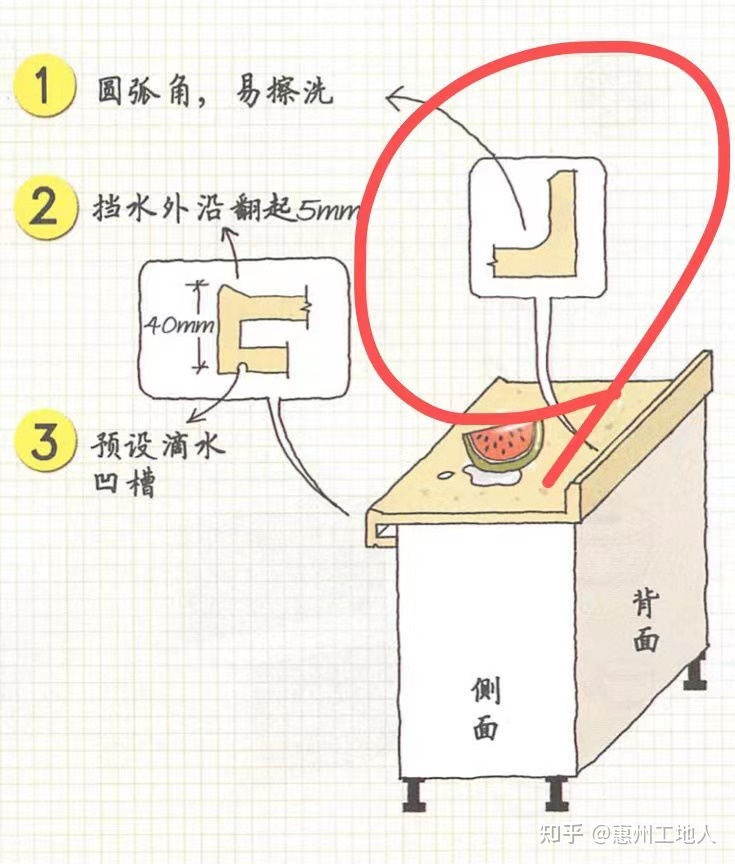 1 圆弧角，易擦洗
2 挡水外沿翻起5mm
40mm
3 预设滴水
凹槽
背面
侧面
知乎 @惠州工地人